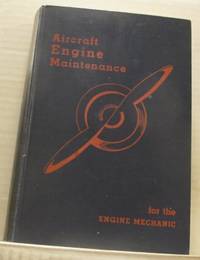 Aircraft
Engine
Maintenance
for the
ENGINE MECHANIC